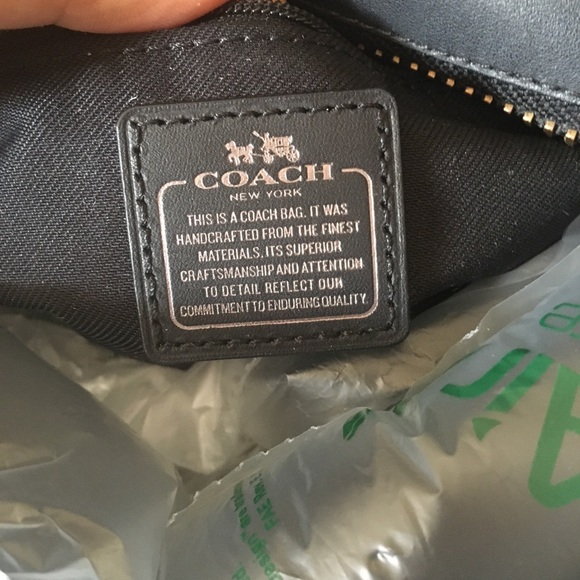 COACH
NEW YORK
THIS IS A COACH BAG. IT WAS
HANDCRAFTED FROM THE FINEST
MATERIALS, ITS SUPERIOR
CRAFTSMANSHIP AND ATTENTION
TO DETAIL REFLECT OUR
COMMITMENT TO ENDURING QUALITY.